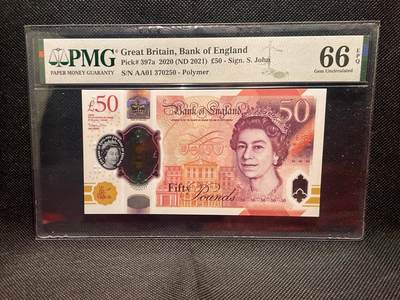 PMG
PAPER MONEY GUARANTY
Great Britain, Bank of England
Pick# 397a 2020 (ND 2021) £50 - Sign. S. John
S/N AA01 370250 - Polymer
66
EPQ
Gem Uncirculated
£50
Bank of England
50
Fifty
Pounds